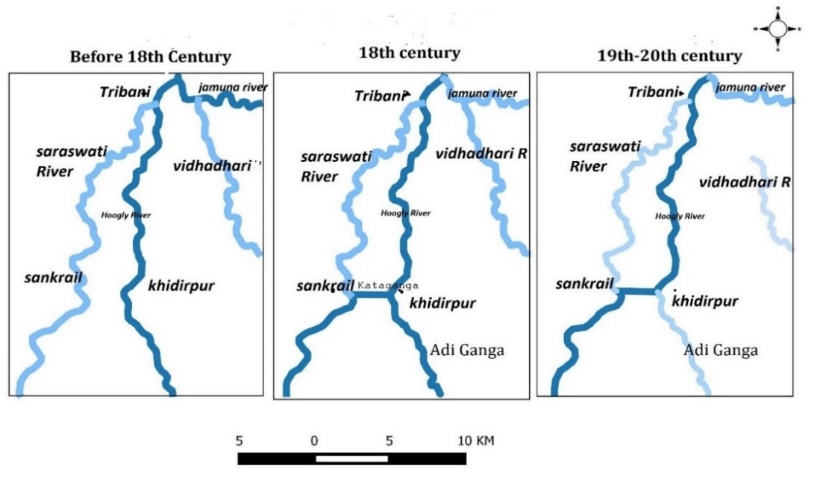 Before 18th Century
Tribani
jamuna river
saraswati
River
vidhadhari
Hoogly River
sankrail
khidirpur
18th century
Tribani
jamuna river
saraswati
River
vidhadhari R
Hoogly River
sankrail
Kataganga
khidirpur
Adi Ganga
19th-20th century
Tribani
jamuna river
saraswati
River
vidhadhari R
Hoogly River
sankrail
khidirpur
Adi Ganga
5 0 5 10 KM